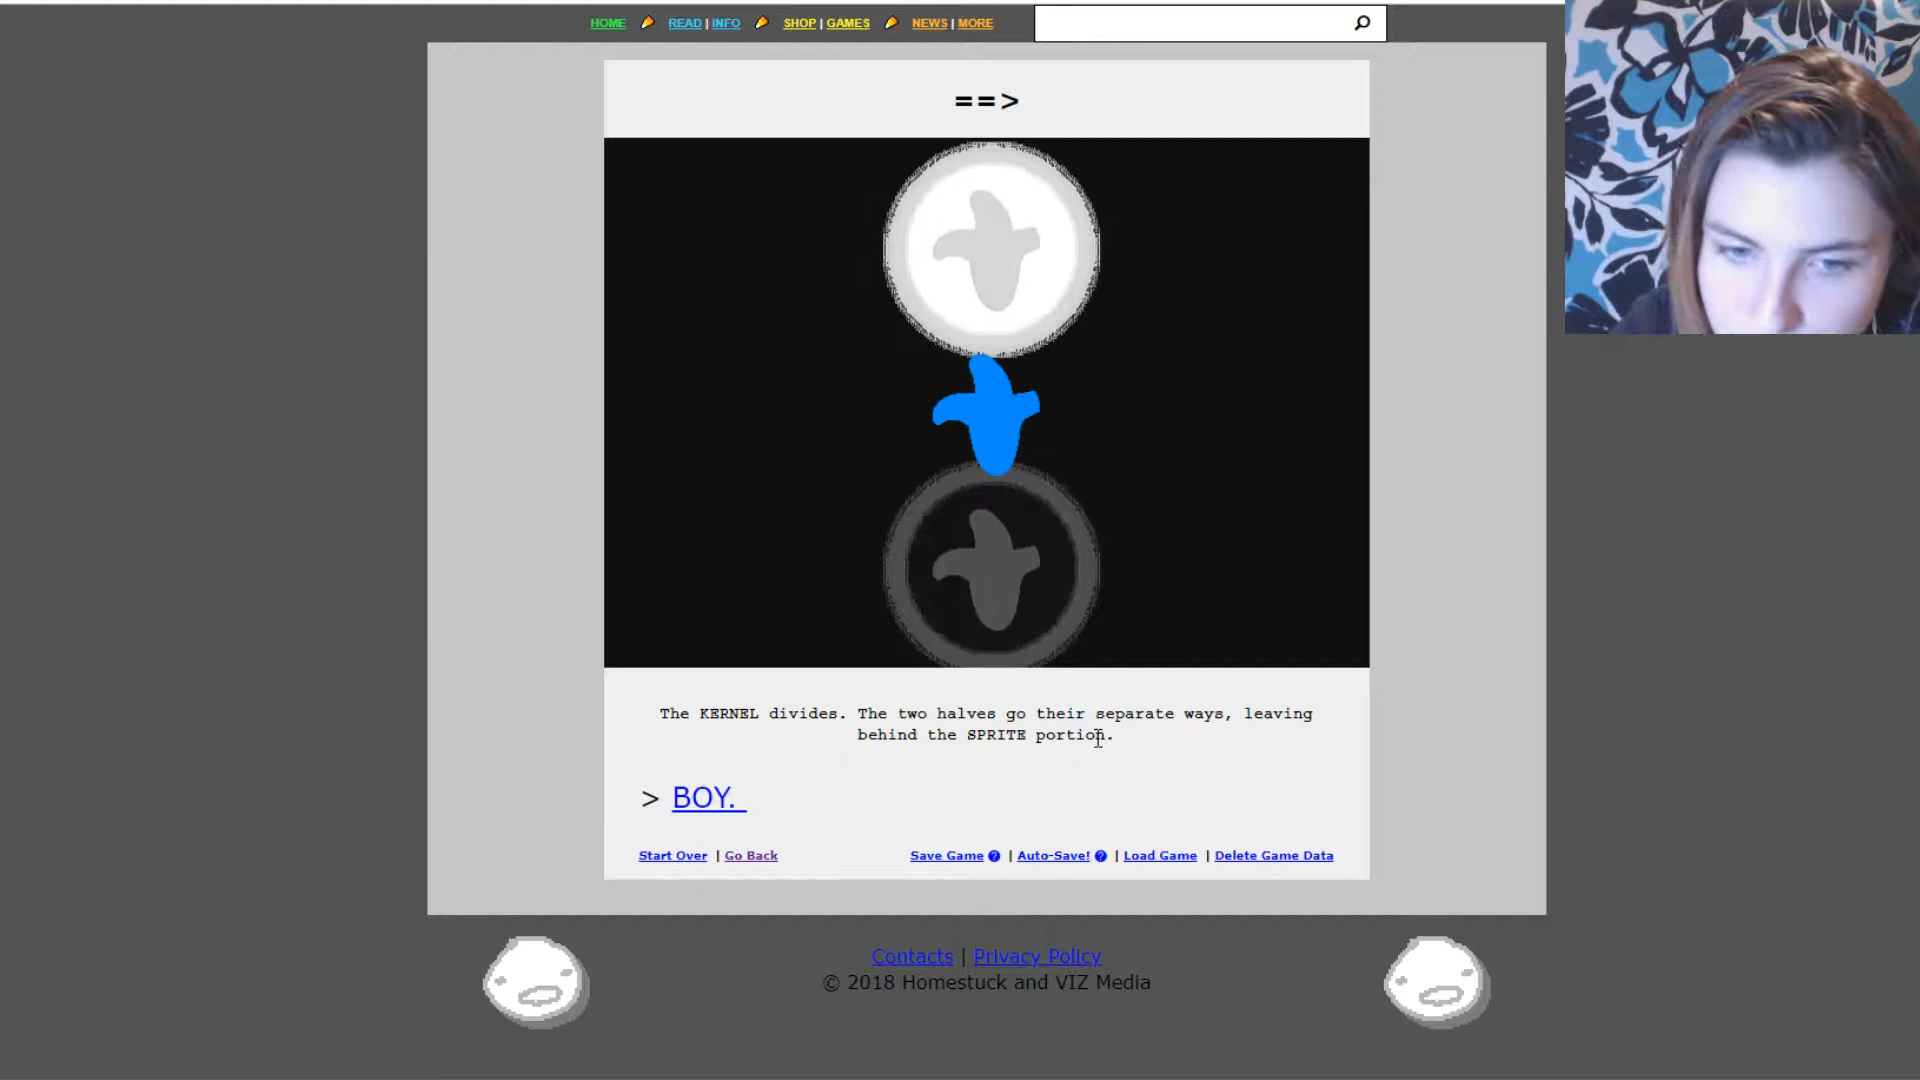 HOME READ | INFO SHOP | GAMES NEWS | MORE
==>
The KERNEL divides. The two halves go their separate ways, leaving
behind the SPRITE portion.
> BOY.
Start Over | Go Back Save Game ? | Auto-Save! ? | Load Game | Delete Game Data
Contacts | Privacy Policy
© 2018 Homestuck and VIZ Media